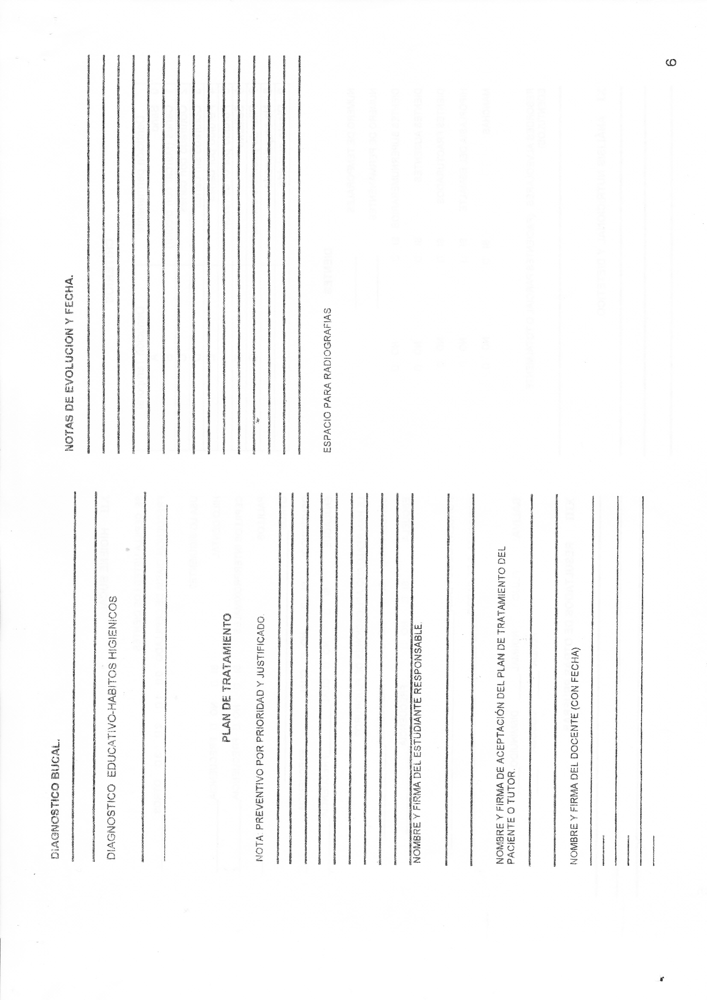 DIAGNOSTICO BUCAL.
DIAGNOSTICO EDUCATIVO-HABITOS HIGIENICOS
PLAN DE TRATAMIENTO
NOTA: PREVENTIVO POR PRIORIDAD Y JUSTIFICADO.
NOMBRE Y FIRMA DEL ESTUDIANTE RESPONSABLE.
NOMBRE Y FIRMA DE ACEPTACIÓN DEL PLAN DE TRATAMIENTO DEL
PACIENTE O TUTOR.
NOMBRE Y FIRMA DEL DOCENTE (CON FECHA)
NOTAS DE EVOLUCION Y FECHA.
ESPACIO PARA RADIOGRAFIAS
6